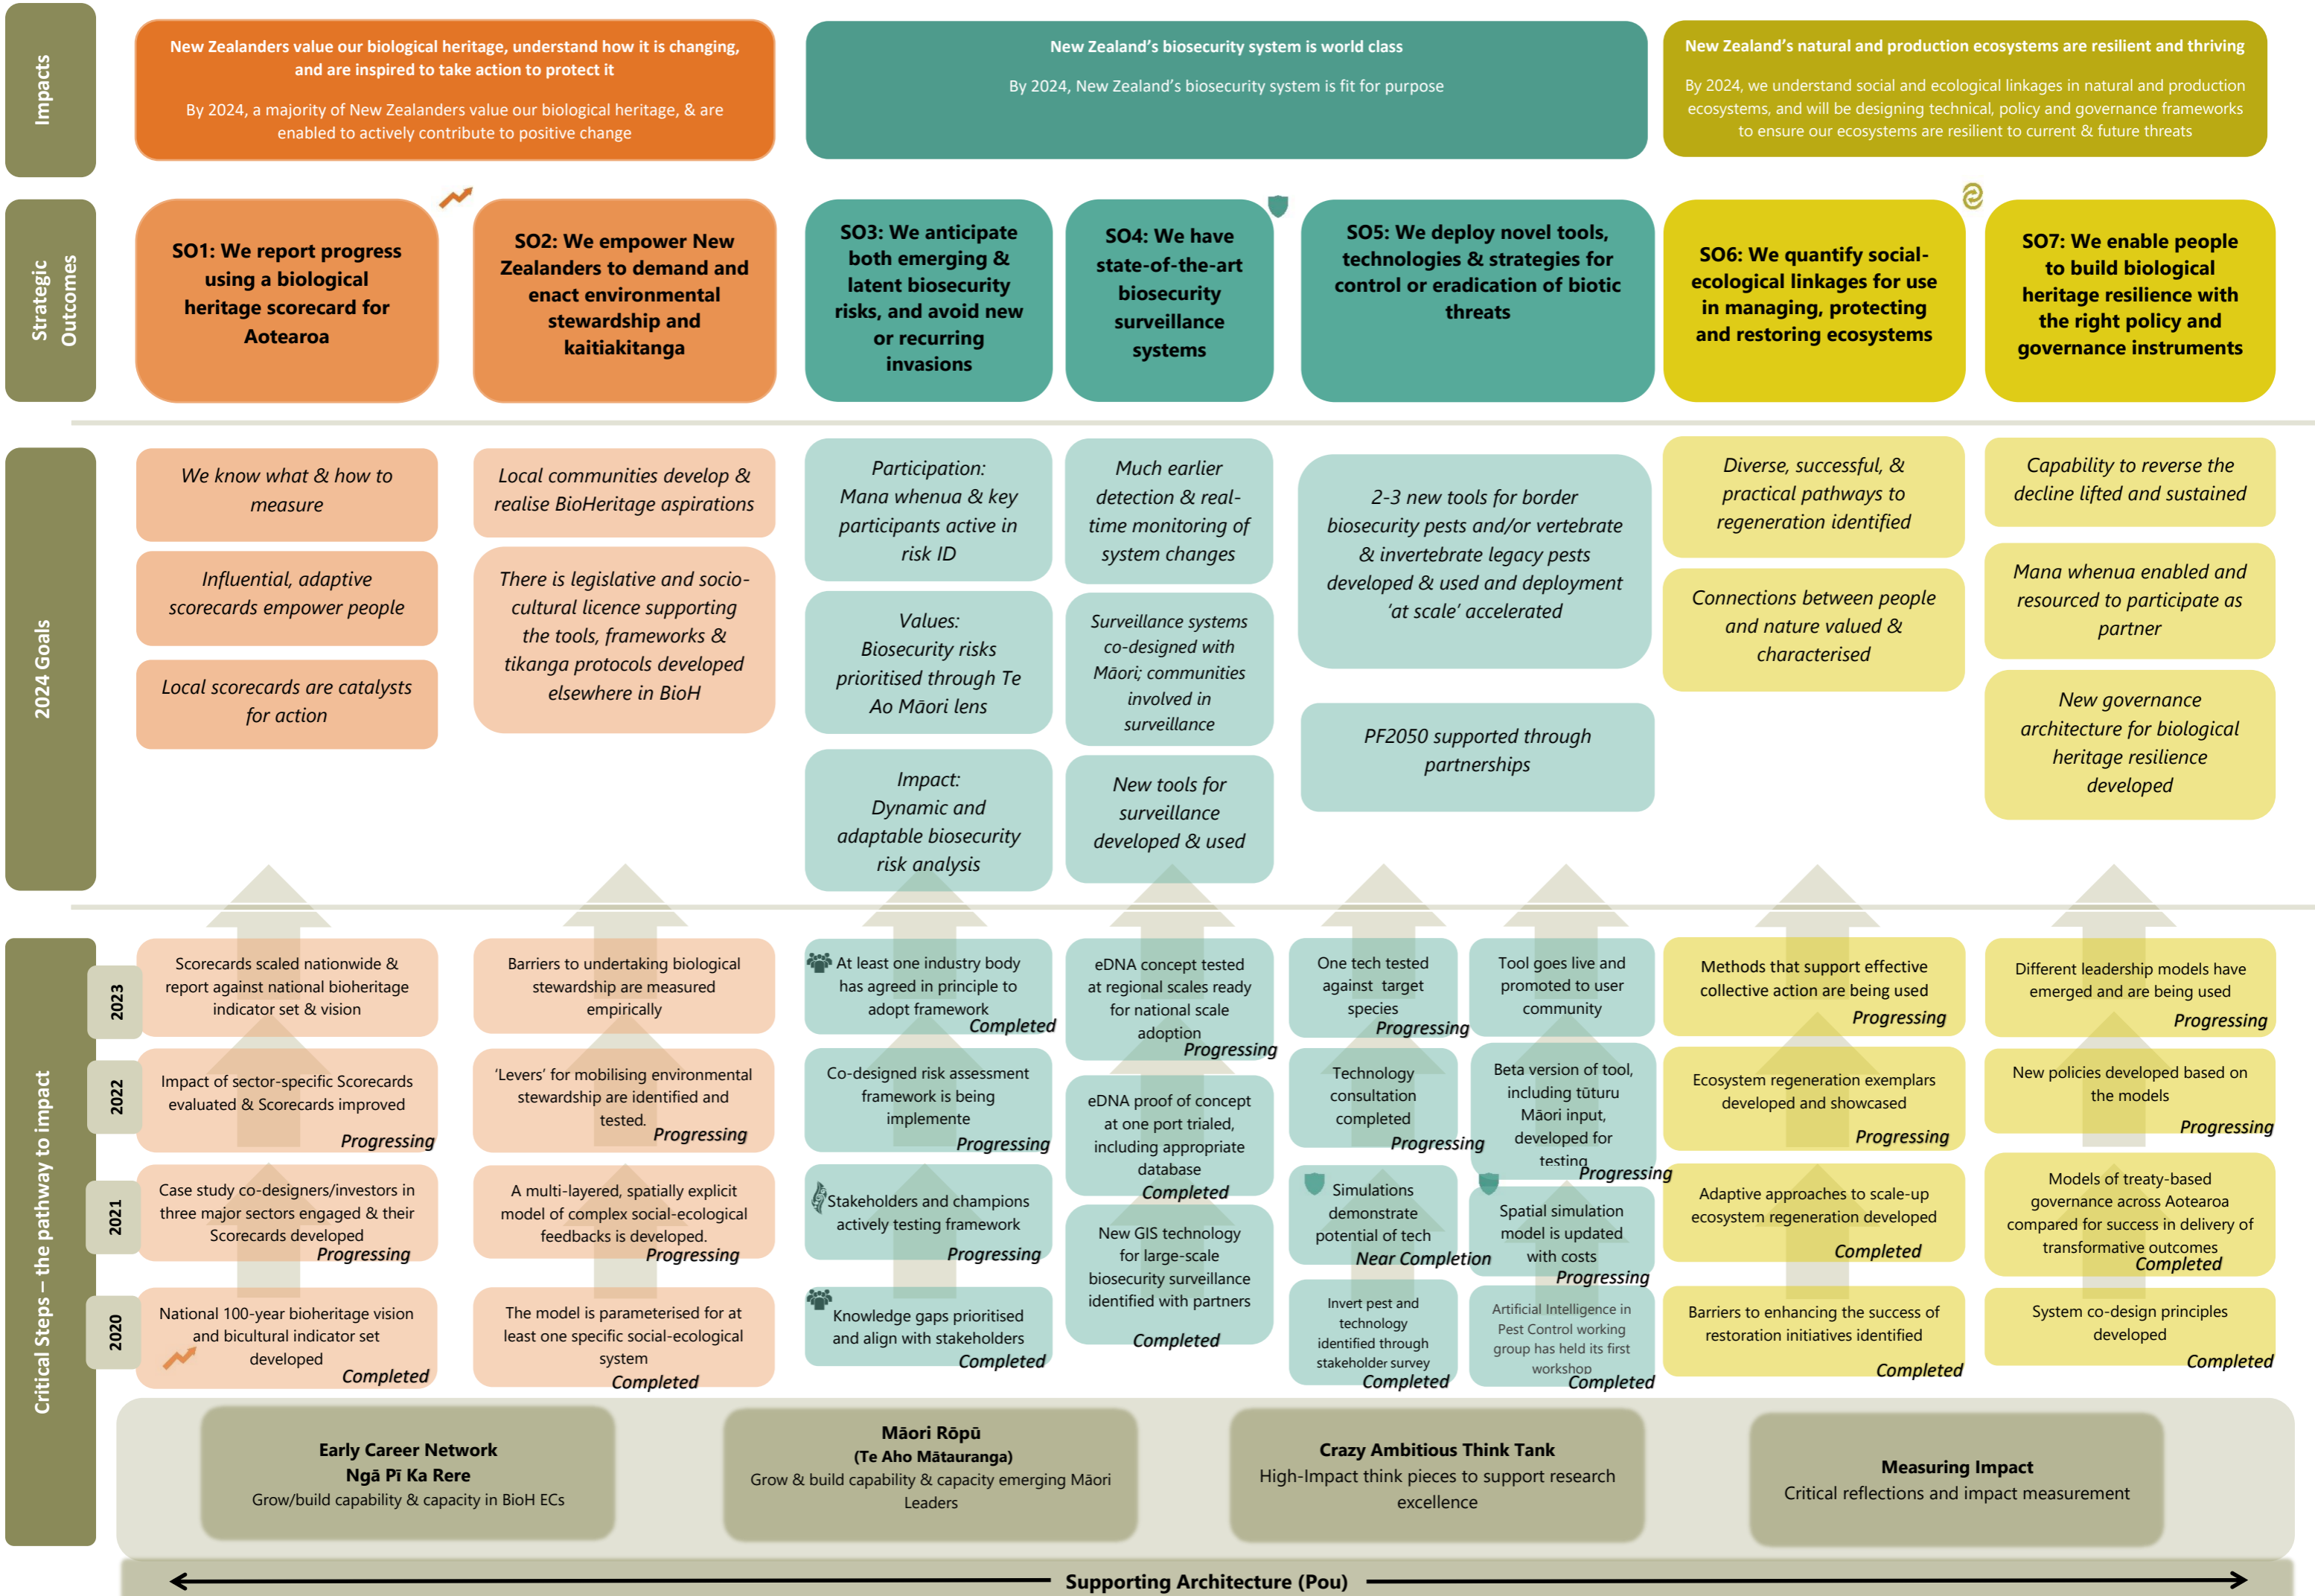 Impacts
New Zealanders value our biological heritage, understand how it is changing,
and are inspired to take action to protect it
By 2024, a majority of New Zealanders value our biological heritage, & are
enabled to actively contribute to positive change
New Zealand's biosecurity system is world class
By 2024, New Zealand's biosecurity system is fit for purpose
New Zealand's natural and production ecosystems are resilient and thriving
By 2024, we understand social and ecological linkages in natural and production
ecosystems, and will be designing technical, policy and governance frameworks
to ensure our ecosystems are resilient to current & future threats
Strategic
Outcomes
SO1: We report progress
using a biological
heritage scorecard for
Aotearoa
SO2: We empower New
Zealanders to demand and
enact environmental
stewardship and
kaitiakitanga
SO3: We anticipate
both emerging &
latent biosecurity
risks, and avoid new
or recurring
invasions
SO4: We have
state-of-the-art
biosecurity
surveillance
systems
SO5: We deploy novel tools,
technologies & strategies for
control or eradication of biotic
threats
SO6: We quantify social-
ecological linkages for use
in managing, protecting
and restoring ecosystems
SO7: We enable people
to build biological
heritage resilience with
the right policy and
governance instruments
2024 Goals
We know what & how to
measure
Influential, adaptive
scorecards empower people
Local scorecards are catalysts
for action
Local communities develop &
realise BioHeritage aspirations
There is legislative and socio-
cultural licence supporting
the tools, frameworks &
tikanga protocols developed
elsewhere in BioH
Participation:
Mana whenua & key
participants active in
risk ID
Values:
Biosecurity risks
prioritised through Te
Ao Māori lens
Impact:
Dynamic and
adaptable biosecurity
risk analysis
Much earlier
detection & real-
time monitoring of
system changes
Surveillance systems
co-designed with
Māori; communities
involved in
surveillance
New tools for
surveillance
developed & used
2-3 new tools for border
biosecurity pests and/or vertebrate
& invertebrate legacy pests
developed & used and deployment
'at scale' accelerated
PF2050 supported through
partnerships
Diverse, successful, &
practical pathways to
regeneration identified
Connections between people
and nature valued &
characterised
Capability to reverse the
decline lifted and sustained
Mana whenua enabled and
resourced to participate as
partner
New governance
architecture for biological
heritage resilience
developed
Critical Steps – the pathway to impact
2023
Scorecards scaled nationwide &
report against national bioheritage
indicator set & vision
Barriers to undertaking biological
stewardship are measured
empirically
At least one industry body
has agreed in principle to
adopt framework
Completed
eDNA concept tested
at regional scales ready
for national scale
adoption
Progressing
One tech tested
against target
species
Progressing
Tool goes live and
promoted to user
community
Methods that support effective
collective action are being used
Progressing
Different leadership models have
emerged and are being used
Progressing
2022
Impact of sector-specific Scorecards
evaluated & Scorecards improved
Progressing
'Levers' for mobilising environmental
stewardship are identified and
tested.
Progressing
Co-designed risk assessment
framework is being
implemente
Progressing
eDNA proof of concept
at one port trialed,
including appropriate
database
Completed
Technology
consultation
completed
Progressing
Beta version of tool,
including tūturu
Māori input,
developed for
testing
Progressing
Ecosystem regeneration exemplars
developed and showcased
Progressing
New policies developed based on
the models
Progressing
2021
Case study co-designers/investors in
three major sectors engaged & their
Scorecards developed
Progressing
A multi-layered, spatially explicit
model of complex social-ecological
feedbacks is developed.
Progressing
Stakeholders and champions
actively testing framework
Progressing
New GIS technology
for large-scale
biosecurity surveillance
identified with partners
Completed
Simulations
demonstrate
potential of tech
Near Completion
Spatial simulation
model is updated
with costs
Progressing
Adaptive approaches to scale-up
ecosystem regeneration developed
Completed
Models of treaty-based
governance across Aotearoa
compared for success in delivery of
transformative outcomes
Completed
2020
National 100-year bioheritage vision
and bicultural indicator set
developed
Completed
The model is parameterised for at
least one specific social-ecological
system
Completed
Knowledge gaps prioritised
and align with stakeholders
Completed
Invert pest and
technology
identified through
stakeholder survey
Completed
Artificial Intelligence in
Pest Control working
group has held its first
workshop
Completed
Barriers to enhancing the success of
restoration initiatives identified
Completed
System co-design principles
developed
Completed
Early Career Network
Ngā Pī Ka Rere
Grow/build capability & capacity in BioH ECs
Māori Rōpū
(Te Aho Mātauranga)
Grow & build capability & capacity emerging Māori
Leaders
Crazy Ambitious Think Tank
High-Impact think pieces to support research
excellence
Measuring Impact
Critical reflections and impact measurement
Supporting Architecture (Pou)